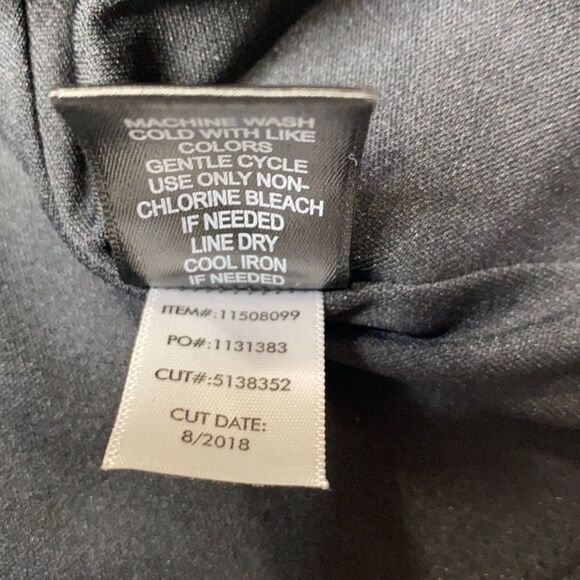 MACHINE WASH
COLD WITH LIKE
COLORS
GENTLE CYCLE
USE ONLY NON-
CHLORINE BLEACH
IF NEEDED
LINE DRY
COOL IRON
IF NEEDED
ITEM#:11508099
PO#:1131383
CUT#:5138352
CUT DATE:
8/2018